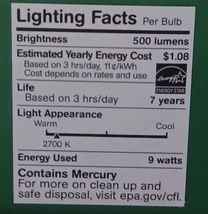 Lighting Facts Per Bulb
Brightness 500 lumens
Estimated Yearly Energy Cost $1.08
Based on 3 hrs/day, 11¢/kWh
Cost depends on rates and use
ENERGY STAR
Life
Based on 3 hrs/day 7 years
Light Appearance
Warm Cool
2700 K
Energy Used 9 watts
Contains Mercury
For more on clean up and
safe disposal, visit epa.gov/cfl.